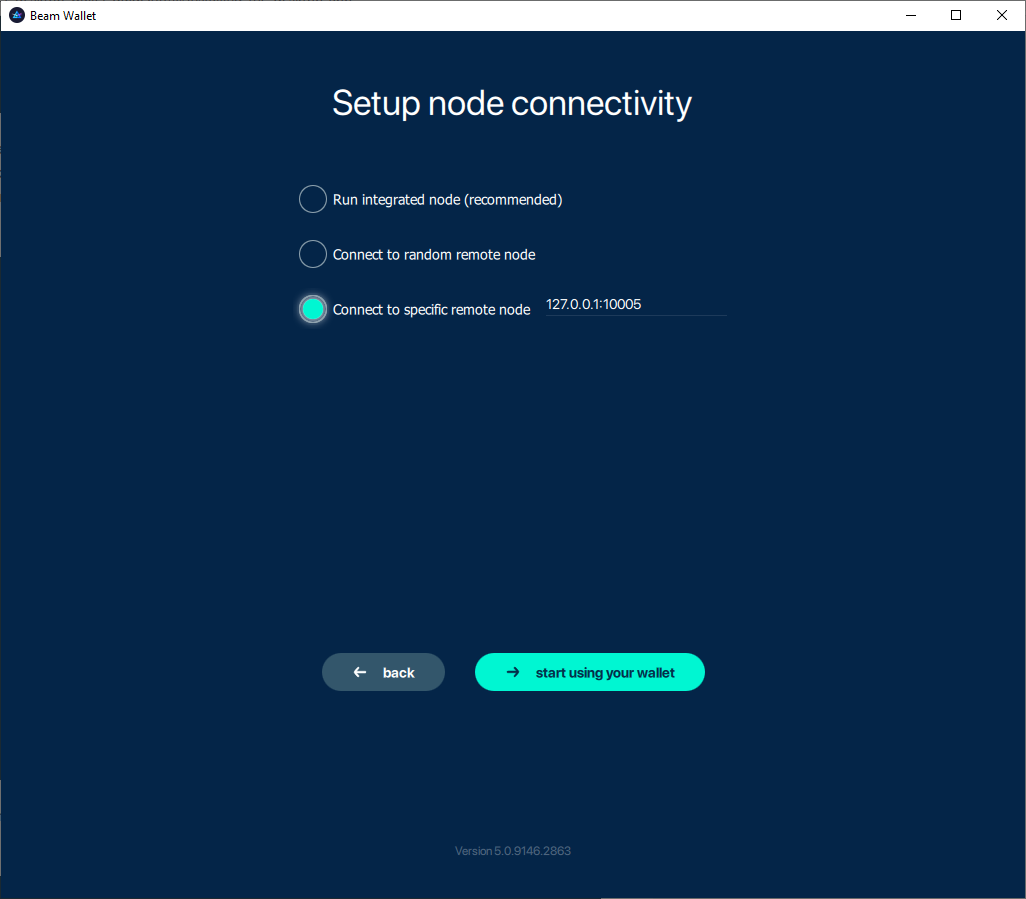 Beam Wallet
Setup node connectivity
Run integrated node (recommended)
Connect to random remote node
Connect to specific remote node 127.0.0.1:10005
back
start using your wallet
Version 5.0.9146.2863